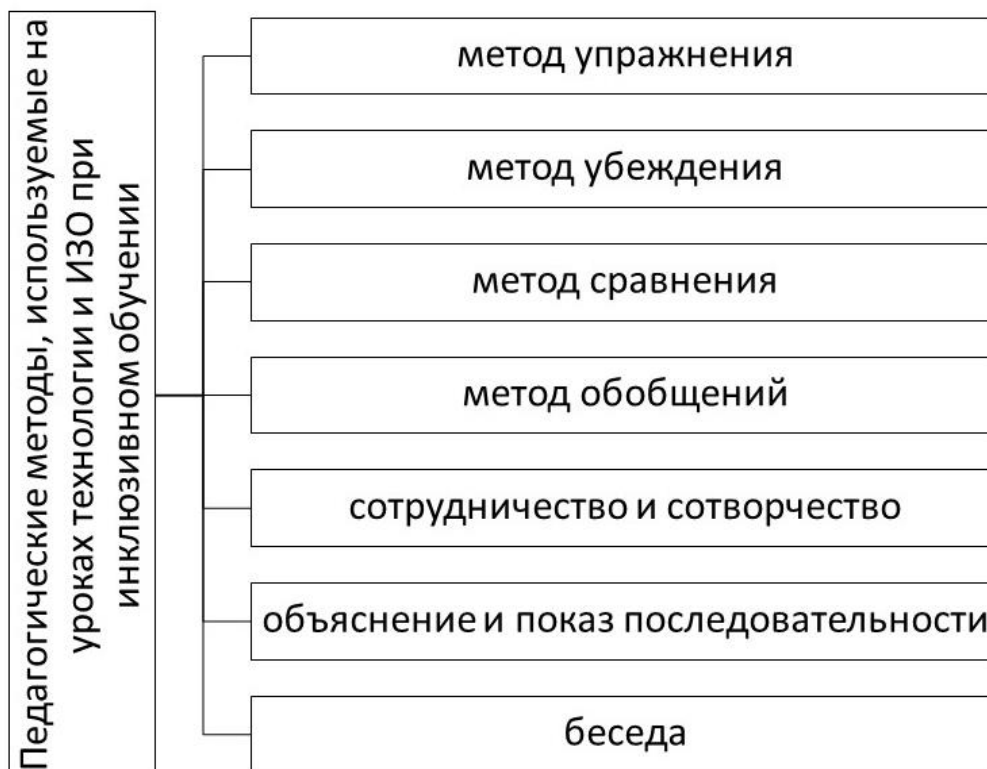 Педагогические методы, используемые на
уроках технологии и ИЗО при
инклюзивном обучении
метод упражнения
метод убеждения
метод сравнения
метод обобщений
сотрудничество и сотворчество
объяснение и показ последовательности
беседа